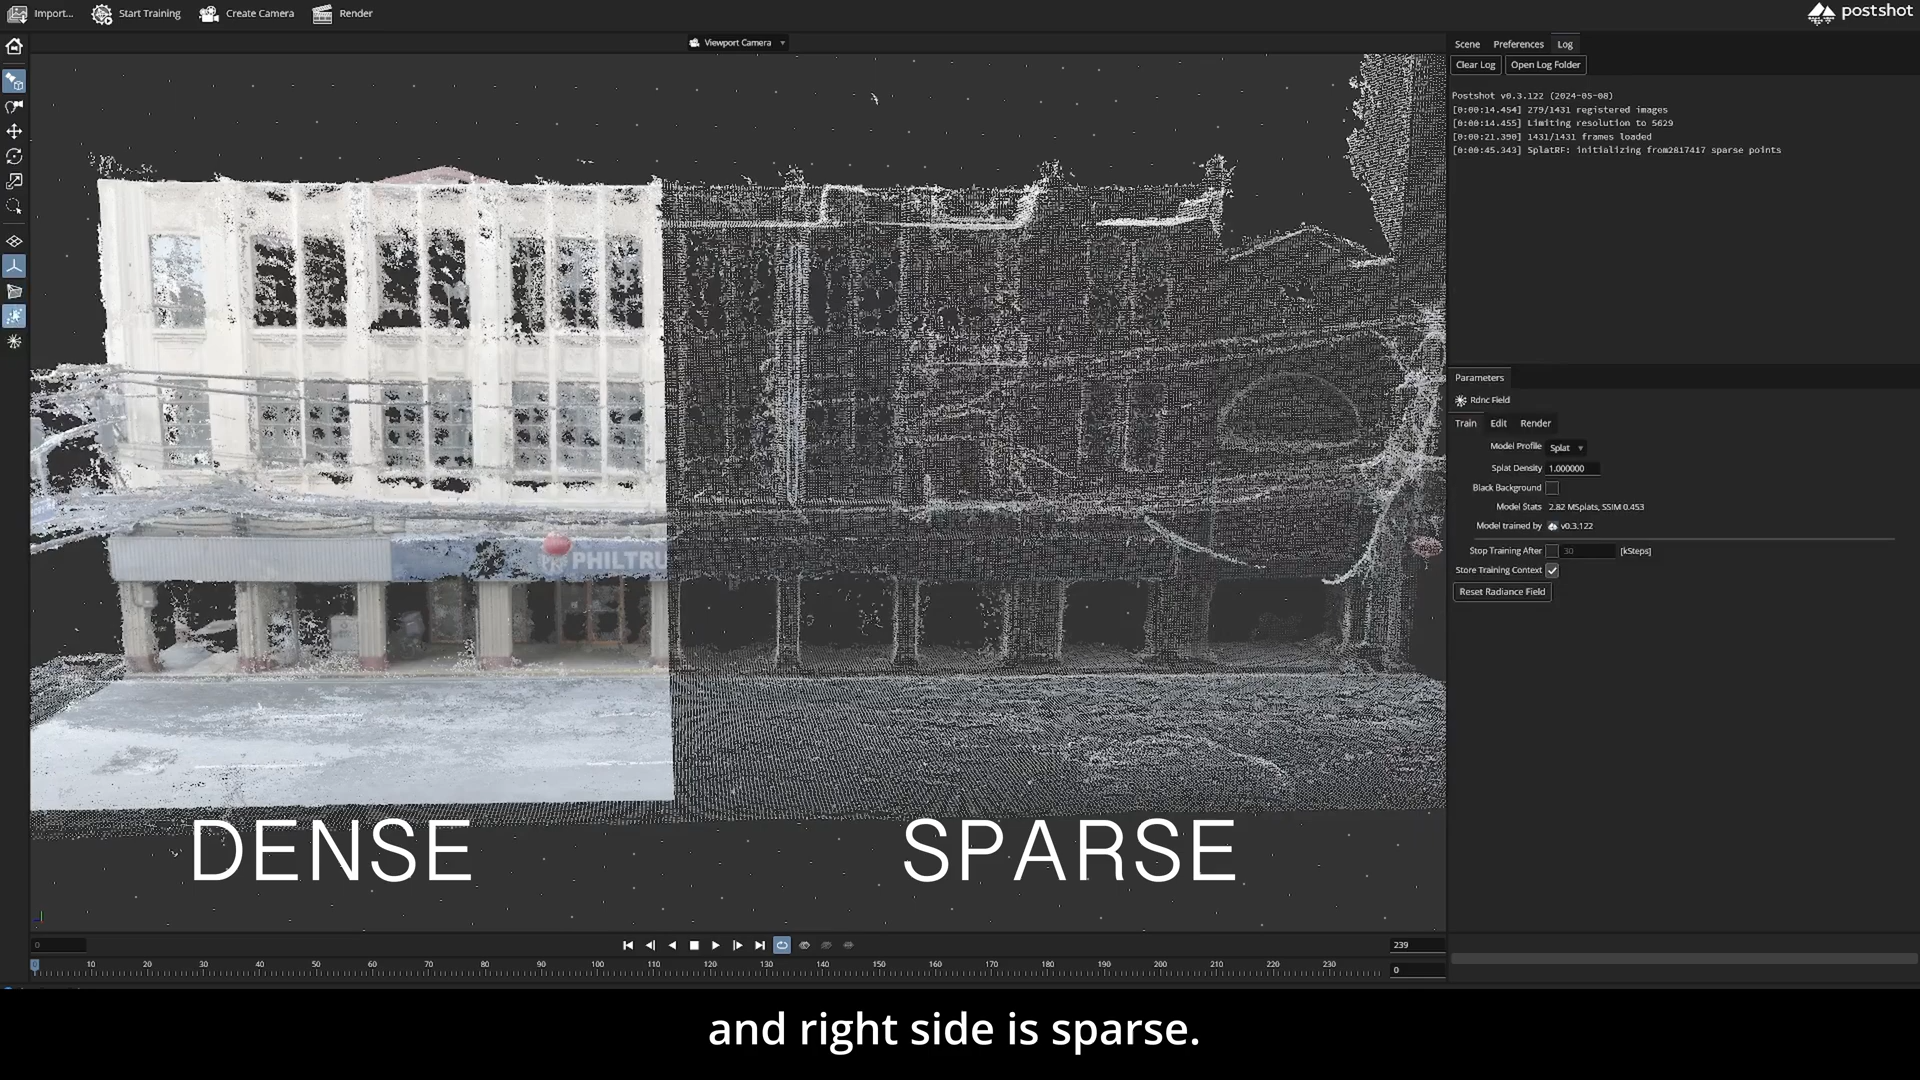 Import...
Start Training
Create Camera
Render
postshot
Viewport Camera
Scene
Preferences
Log
Clear Log
Open Log Folder
Postshot v0.3.122 (2024-05-08)
[0:00:14.454] 279/1431 registered images
[0:00:14.455] Limiting resolution to 5629
[0:00:21.390] 1431/1431 frames loaded
[0:00:45.343] SplatRF: initializing from2817417 sparse points
Parameters
Rdnc Field
Train
Edit
Render
Model Profile Splat
Splat Density 1.000000
Black Background
Model Stats 2.82 MSplats, SSIM 0.453
Model trained by v0.3.122
Stop Training After 30 [kSteps]
Store Training Context
Reset Radiance Field
PHILTRU
DENSE
SPARSE
0
239
10 20 30 40 50 60 70 80 90 100 110 120 130 140 150 160 170 180 190 200 210 220 230
0
and right side is sparse.